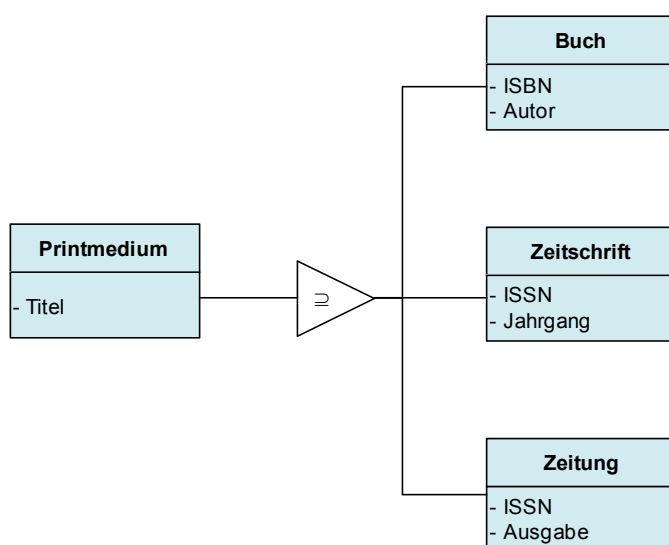 Buch
- ISBN
- Autor
Printmedium
- Titel
⊇
Zeitschrift
- ISSN
- Jahrgang
Zeitung
- ISSN
- Ausgabe